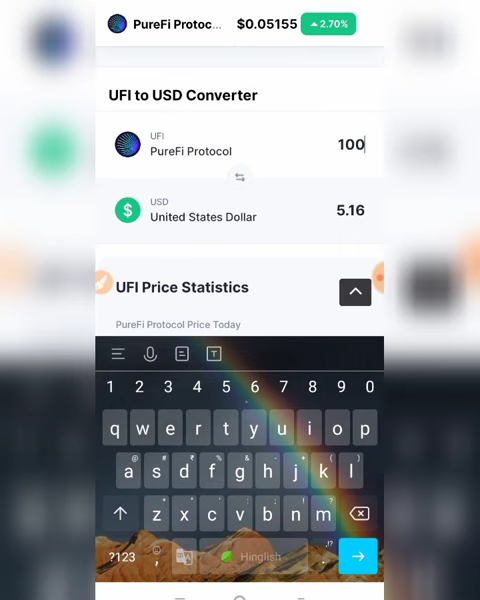 PureFi Protoc... $0.05155 ▲ 2.70%
UFI to USD Converter
UFI
PureFi Protocol 100
USD
United States Dollar 5.16
UFI Price Statistics
PureFi Protocol Price Today
1 2 3 4 5 6 7 8 9 0
q w e r t y u i o p
a s d f g h j k l
z x c v b n m
?123 , Hinglish .